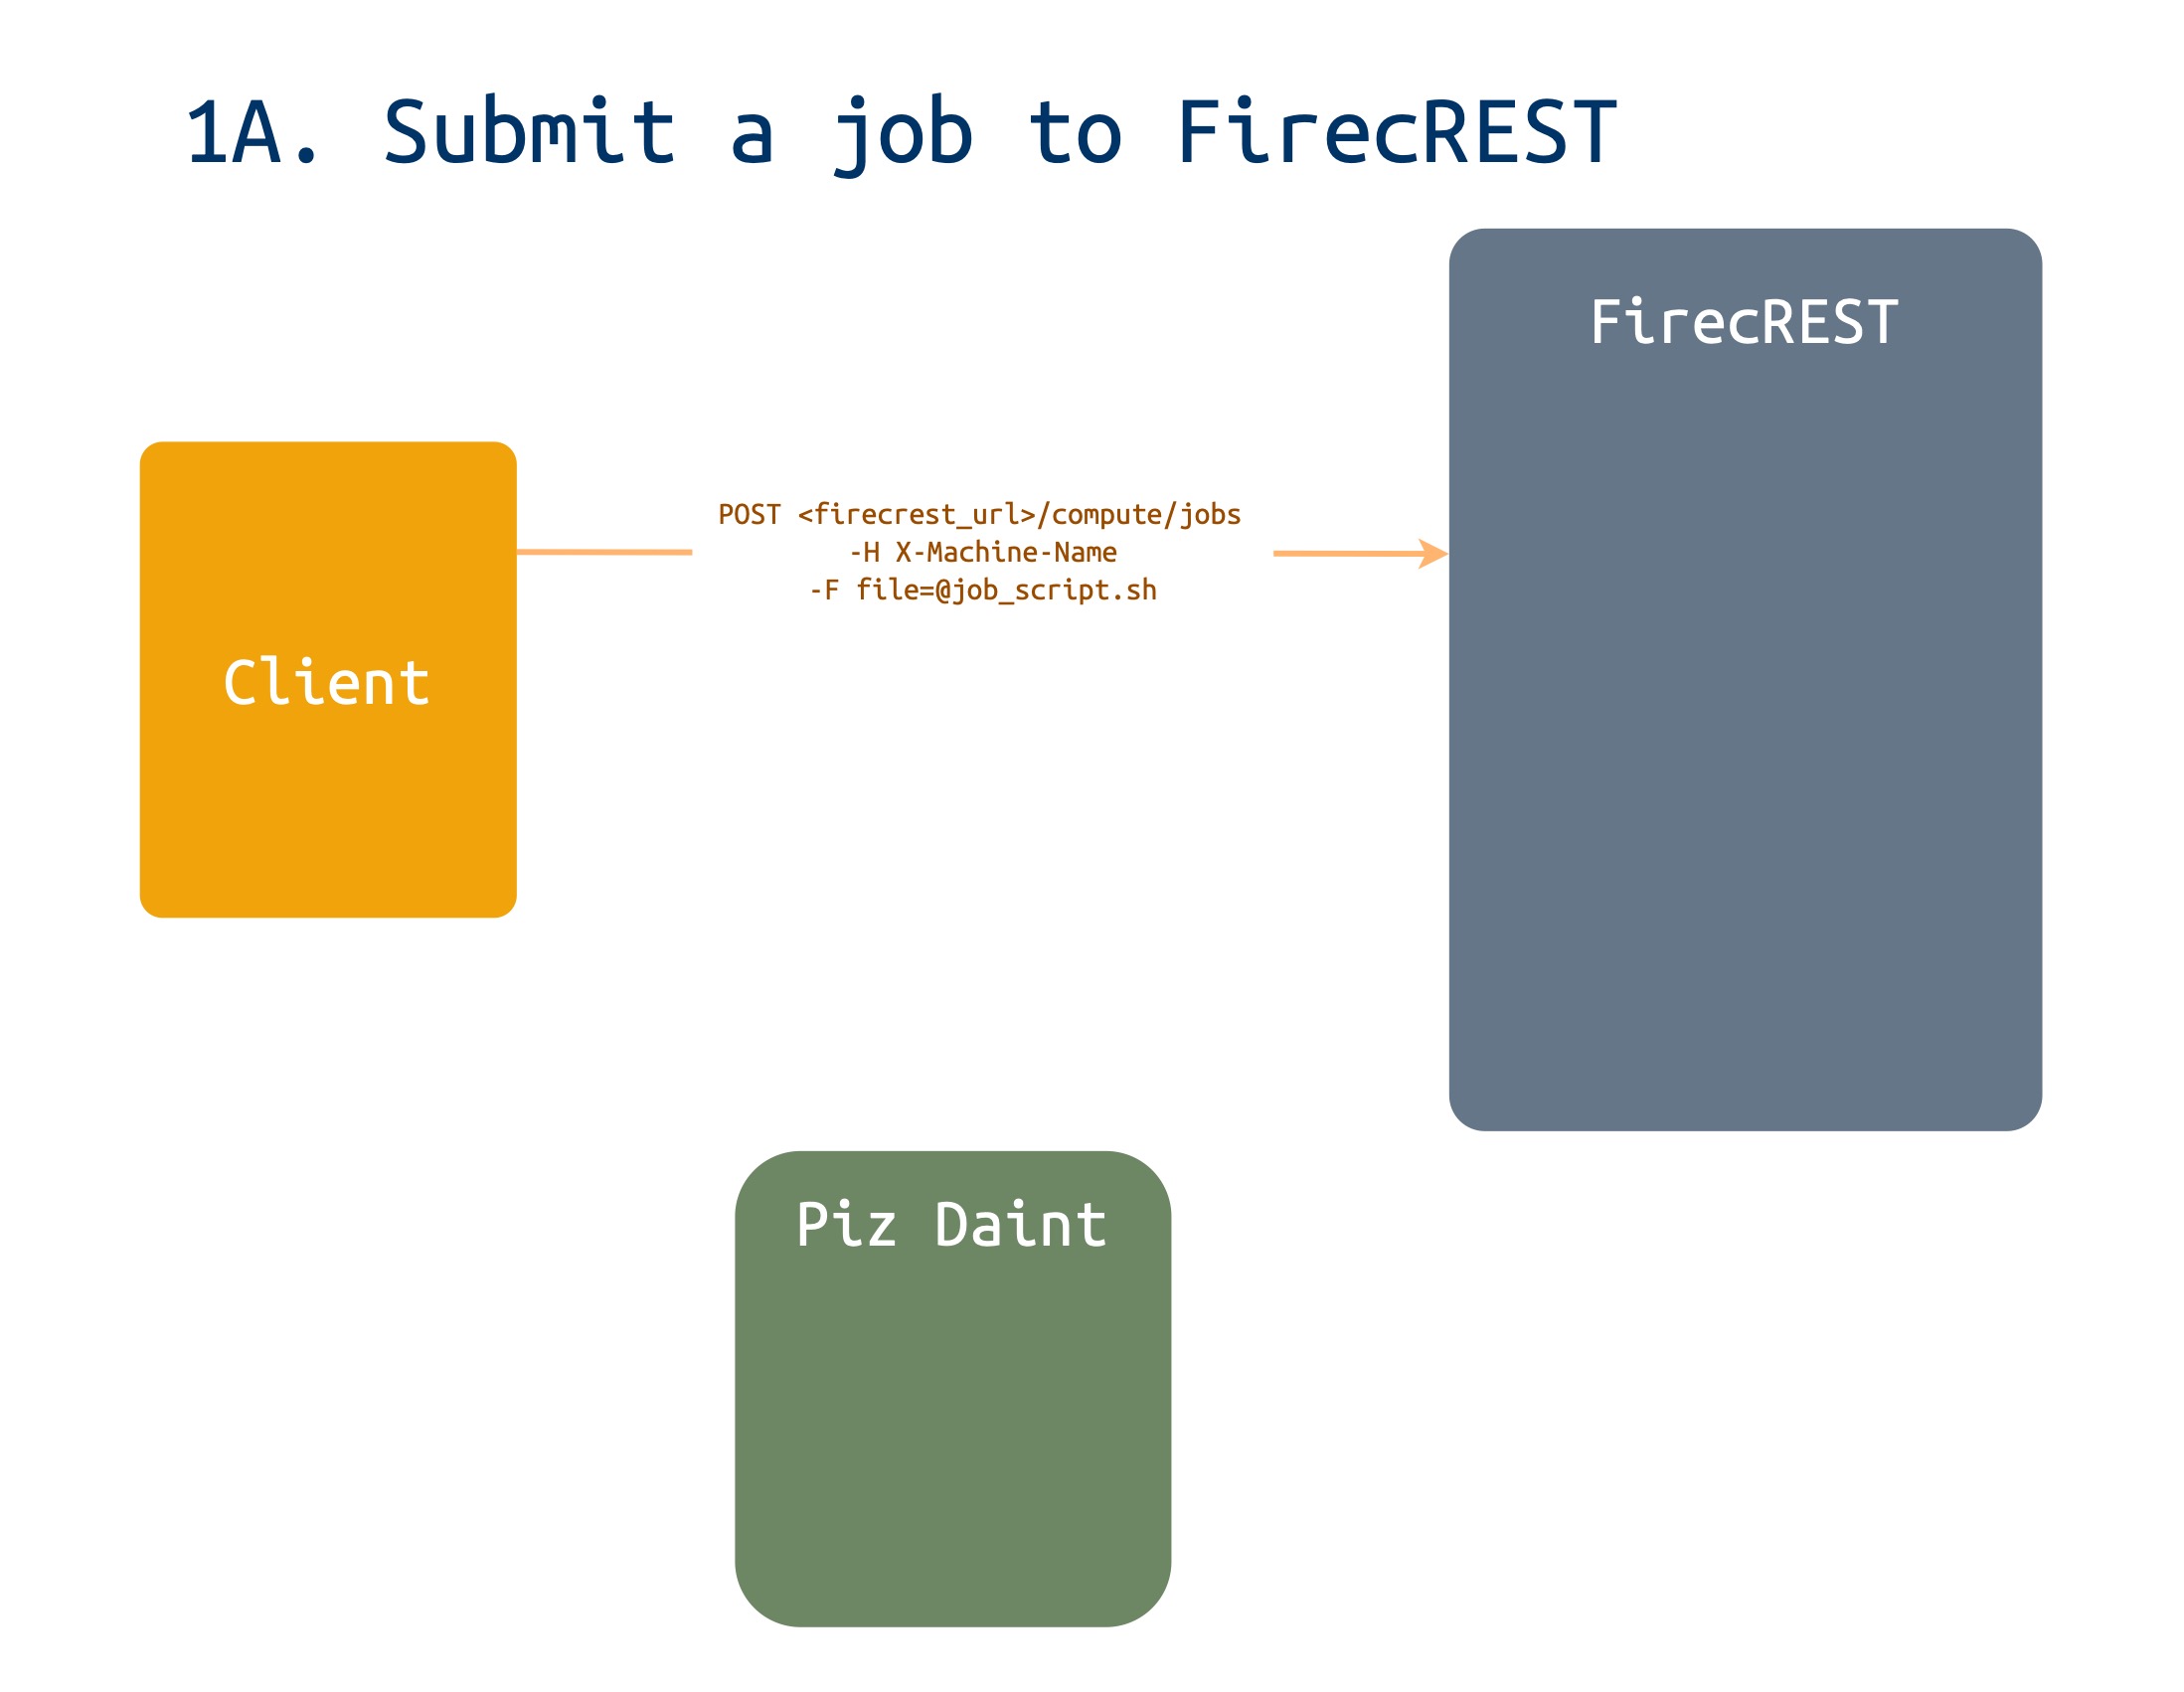 1A. Submit a job to FirecREST
FirecREST
POST <firecrest_url>/compute/jobs
-H X-Machine-Name
-F file=@job_script.sh
Client
Piz Daint